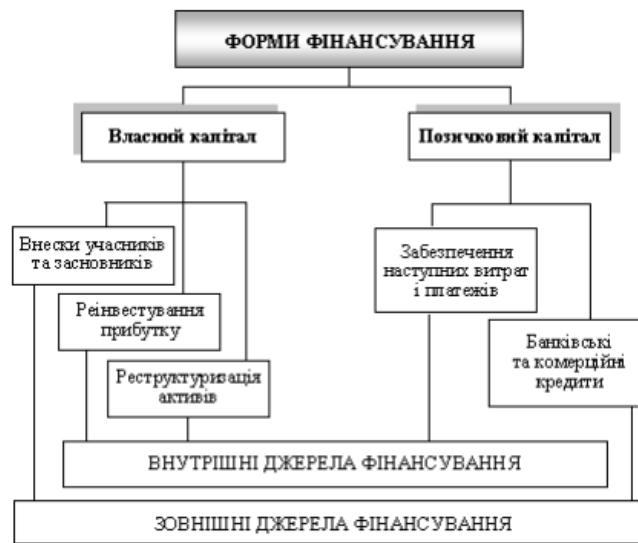 ФОРМИ ФІНАНСУВАННЯ
Власний капітал
Позичковий капітал
Внески учасників
та засновників
Реінвестування
прибутку
Реструктуризація
активів
Забезпечення
наступних витрат
і платежів
Банківські
та комерційні
кредити
ВНУТРІШНІ ДЖЕРЕЛА ФІНАНСУВАННЯ
ЗОВНІШНІ ДЖЕРЕЛА ФІНАНСУВАННЯ